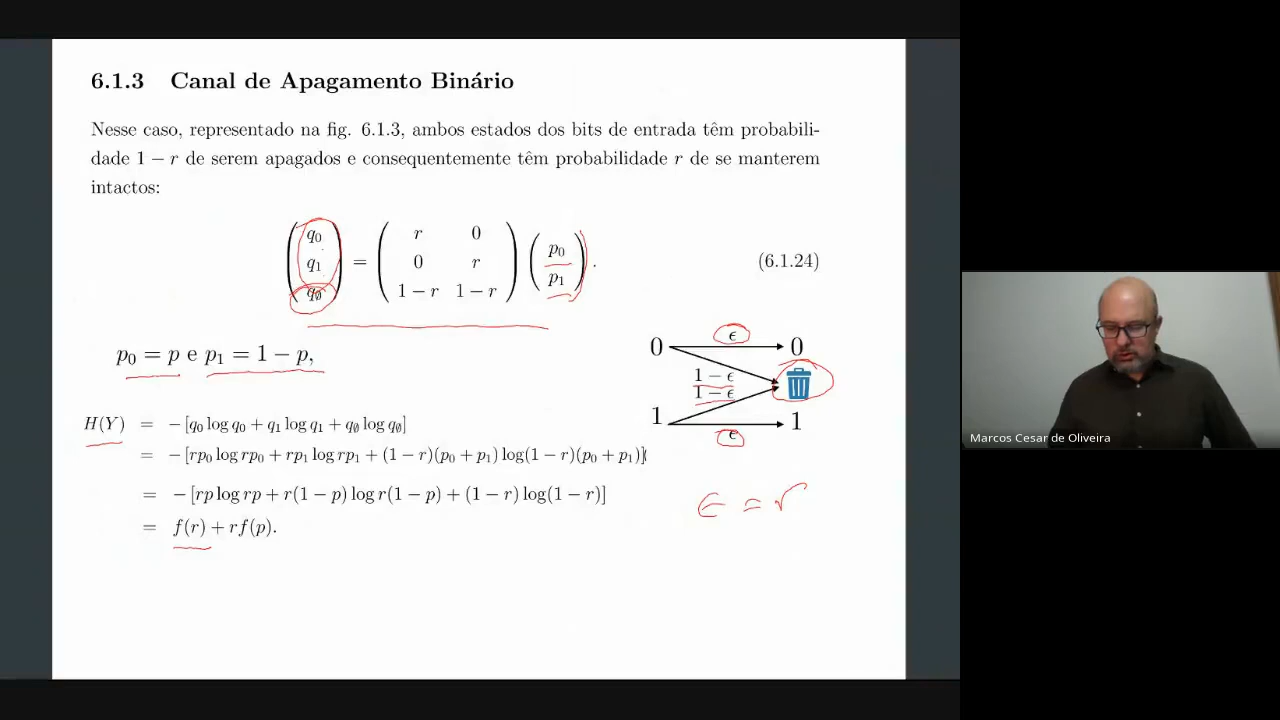 6.1.3 Canal de Apagamento Binário
Nesse caso, representado na fig. 6.1.3, ambos estados dos bits de entrada têm probabili-
dade 1 − r de serem apagados e consequentemente têm probabilidade r de se manterem
intactos:
q₀ r 0 p₀
q₁ = 0 r p₁ . (6.1.24)
q∅ 1 − r 1 − r
p₀ = p e p₁ = 1 − p,
H(Y) = − [q₀ log q₀ + q₁ log q₁ + q∅ log q∅]
= − [rp₀ log rp₀ + rp₁ log rp₁ + (1 − r)(p₀ + p₁) log(1 − r)(p₀ + p₁)]
= − [rp log rp + r(1 − p) log r(1 − p) + (1 − r) log(1 − r)]
= f(r) + rf(p).
0 ϵ 0
1 − ϵ
1 − ϵ
1 ϵ 1
ϵ = r
Marcos Cesar de Oliveira